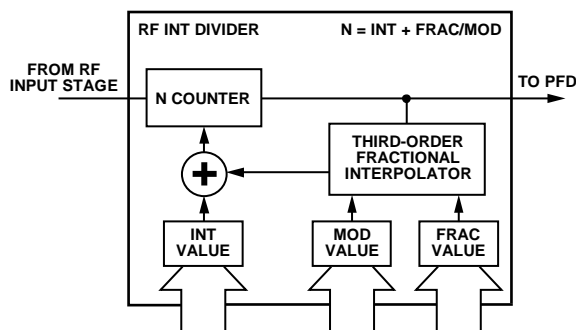 RF INT DIVIDER
N = INT + FRAC/MOD
FROM RF
INPUT STAGE
N COUNTER
TO PFD
THIRD-ORDER
FRACTIONAL
INTERPOLATOR
+
INT
VALUE
MOD
VALUE
FRAC
VALUE